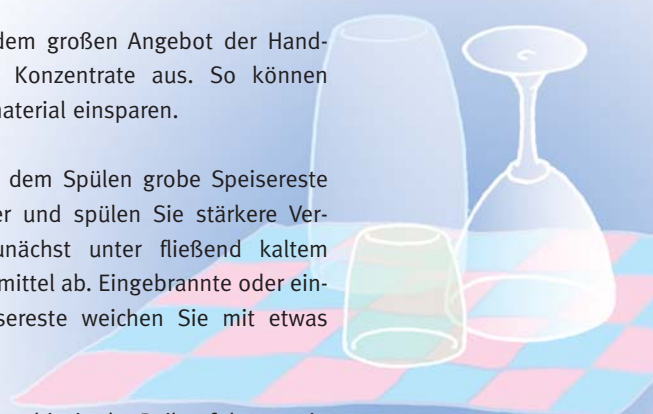 dem großen Angebot der Hand-
Konzentrate aus. So können
material einsparen.
dem Spülen grobe Speisereste
er und spülen Sie stärkere Ver-
unächst unter fließend kaltem
mittel ab. Eingebrannte oder ein-
sereste weichen Sie mit etwas